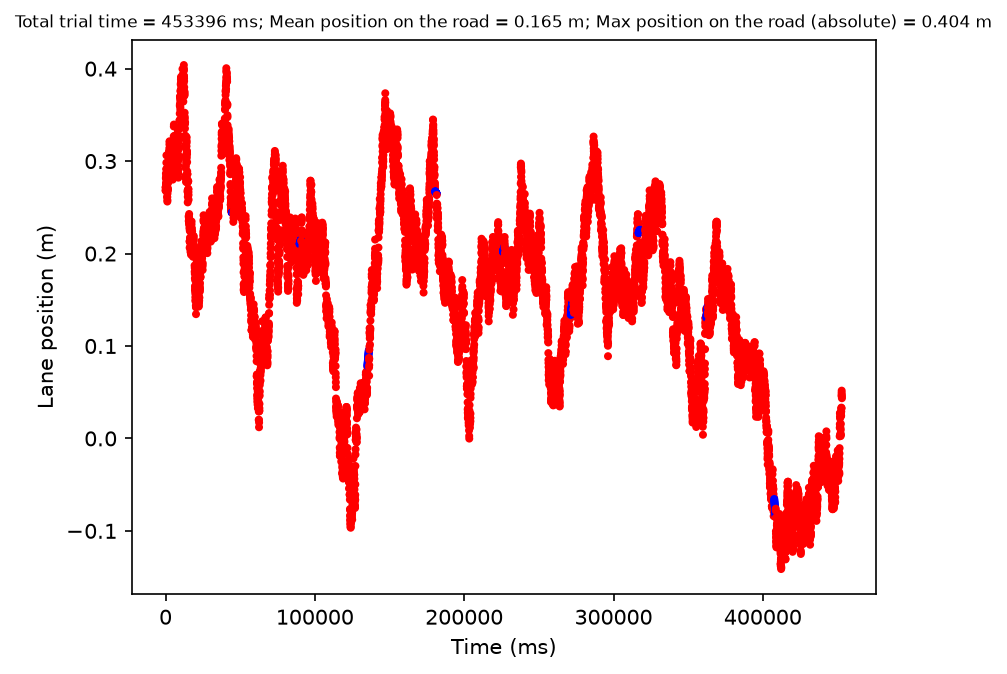 Total trial time = 453396 ms; Mean position on the road = 0.165 m; Max position on the road (absolute) = 0.404 m
0.4
0.3
0.2
0.1
0.0
−0.1
Lane position (m)
0 100000 200000 300000 400000
Time (ms)